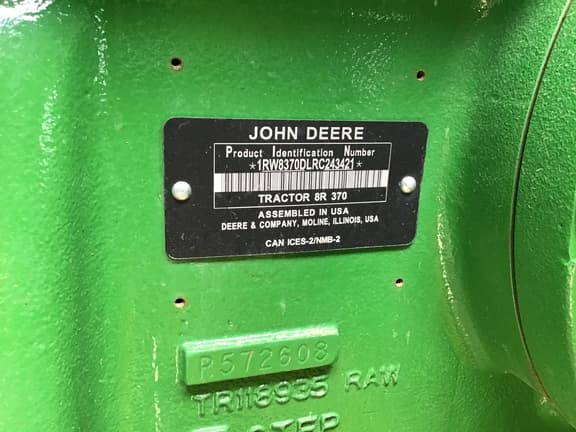 JOHN DEERE
Product Identification Number
*1RW8370DLRC243421*
TRACTOR 8R 370
ASSEMBLED IN USA
DEERE & COMPANY, MOLINE, ILLINOIS, USA
CAN ICES-2/NMB-2
P572608
TR118935 RAW